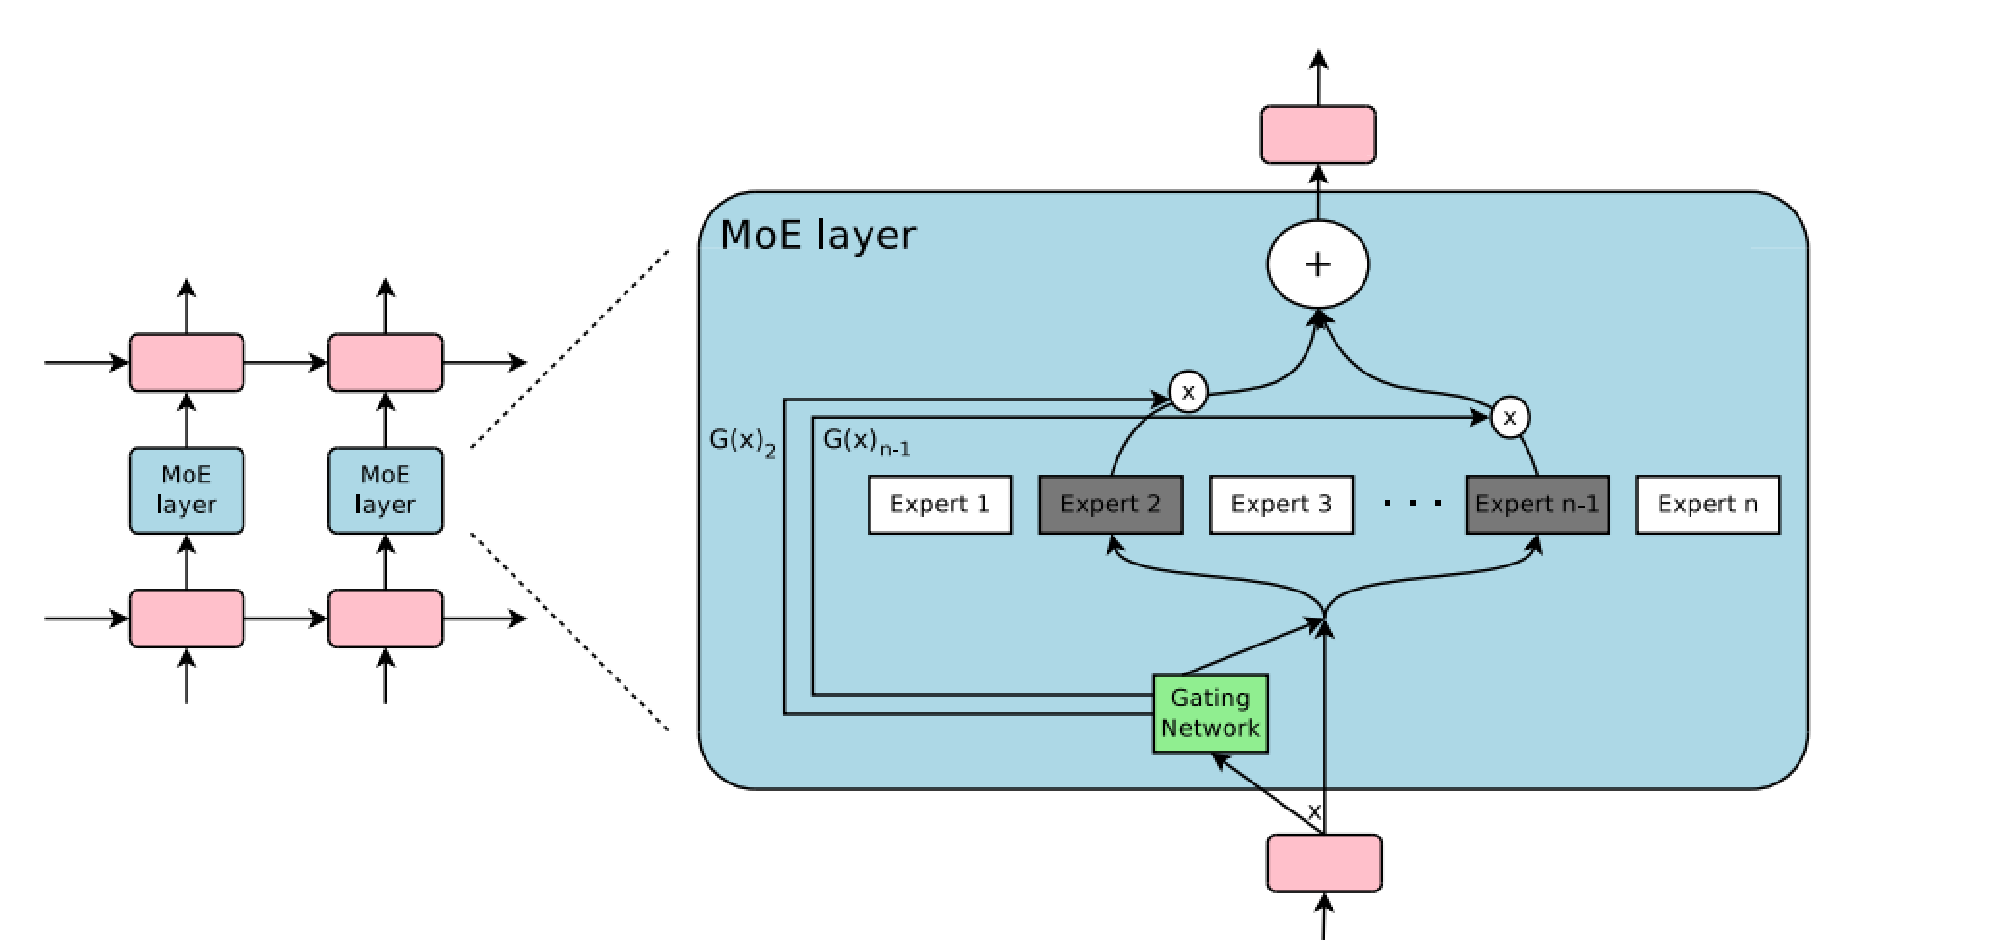 MoE layer
+
x
x
G(x)2
G(x)n-1
MoE
layer
MoE
layer
Expert 1
Expert 2
Expert 3
. . .
Expert n-1
Expert n
Gating
Network
x